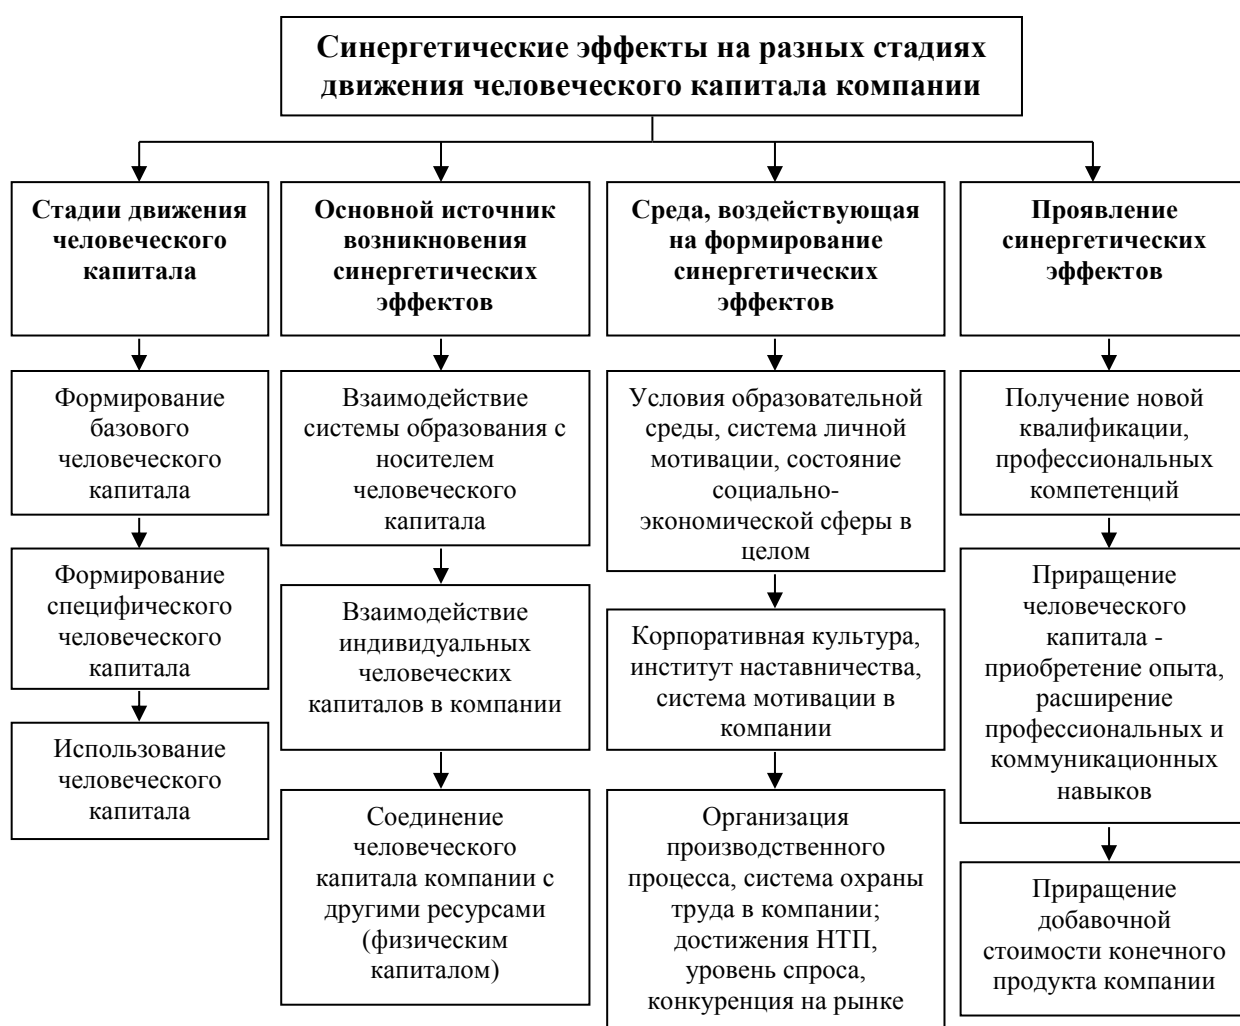 Синергетические эффекты на разных стадиях
движения человеческого капитала компании
Стадии движения
человеческого
капитала
Основной источник
возникновения
синергетических
эффектов
Среда, воздействующая
на формирование
синергетических
эффектов
Проявление
синергетических
эффектов
Формирование
базового
человеческого
капитала
Взаимодействие
системы образования с
носителем
человеческого
капитала
Условия образовательной
среды, система личной
мотивации, состояние
социально-
экономической сферы в
целом
Получение новой
квалификации,
профессиональных
компетенций
Формирование
специфического
человеческого
капитала
Взаимодействие
индивидуальных
человеческих
капиталов в компании
Корпоративная культура,
институт наставничества,
система мотивации в
компании
Приращение
человеческого
капитала -
приобретение опыта,
расширение
профессиональных и
коммуникационных
навыков
Использование
человеческого
капитала
Соединение
человеческого
капитала компании с
другими ресурсами
(физическим
капиталом)
Организация
производственного
процесса, система охраны
труда в компании;
достижения НТП,
уровень спроса,
конкуренция на рынке
Приращение
добавочной
стоимости конечного
продукта компании